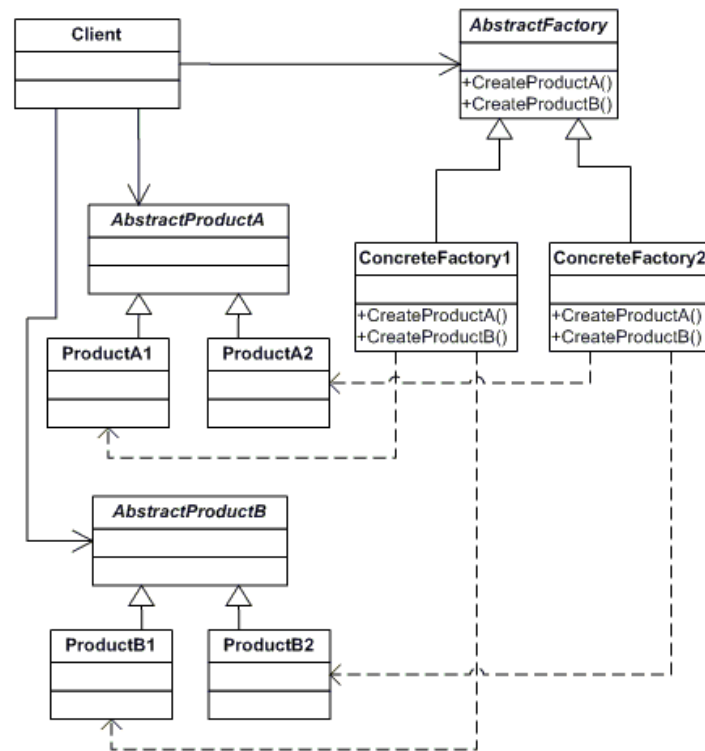 Client
AbstractFactory
+CreateProductA()
+CreateProductB()
AbstractProductA
ConcreteFactory1
+CreateProductA()
+CreateProductB()
ConcreteFactory2
+CreateProductA()
+CreateProductB()
ProductA1
ProductA2
AbstractProductB
ProductB1
ProductB2